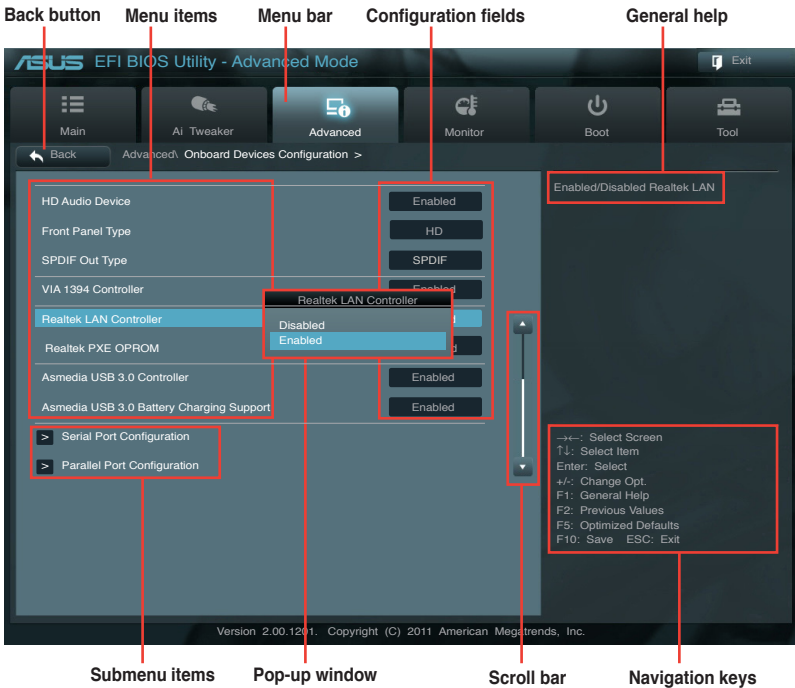 Back button Menu items Menu bar Configuration fields General help
ASUS EFI BIOS Utility - Advanced Mode Exit
Main Ai Tweaker Advanced Monitor Boot Tool
Back Advanced\ Onboard Devices Configuration >
Enabled/Disabled Realtek LAN
HD Audio Device Enabled
Front Panel Type HD
SPDIF Out Type SPDIF
VIA 1394 Controller Enabled
Realtek LAN Controller
Realtek PXE OPROM
Realtek LAN Controller
Disabled
Enabled
Asmedia USB 3.0 Controller Enabled
Asmedia USB 3.0 Battery Charging Support Enabled
> Serial Port Configuration
> Parallel Port Configuration
→←: Select Screen
↑↓: Select Item
Enter: Select
+/-: Change Opt.
F1: General Help
F2: Previous Values
F5: Optimized Defaults
F10: Save ESC: Exit
Version 2.00.1201. Copyright (C) 2011 American Megatrends, Inc.
Submenu items Pop-up window Scroll bar Navigation keys